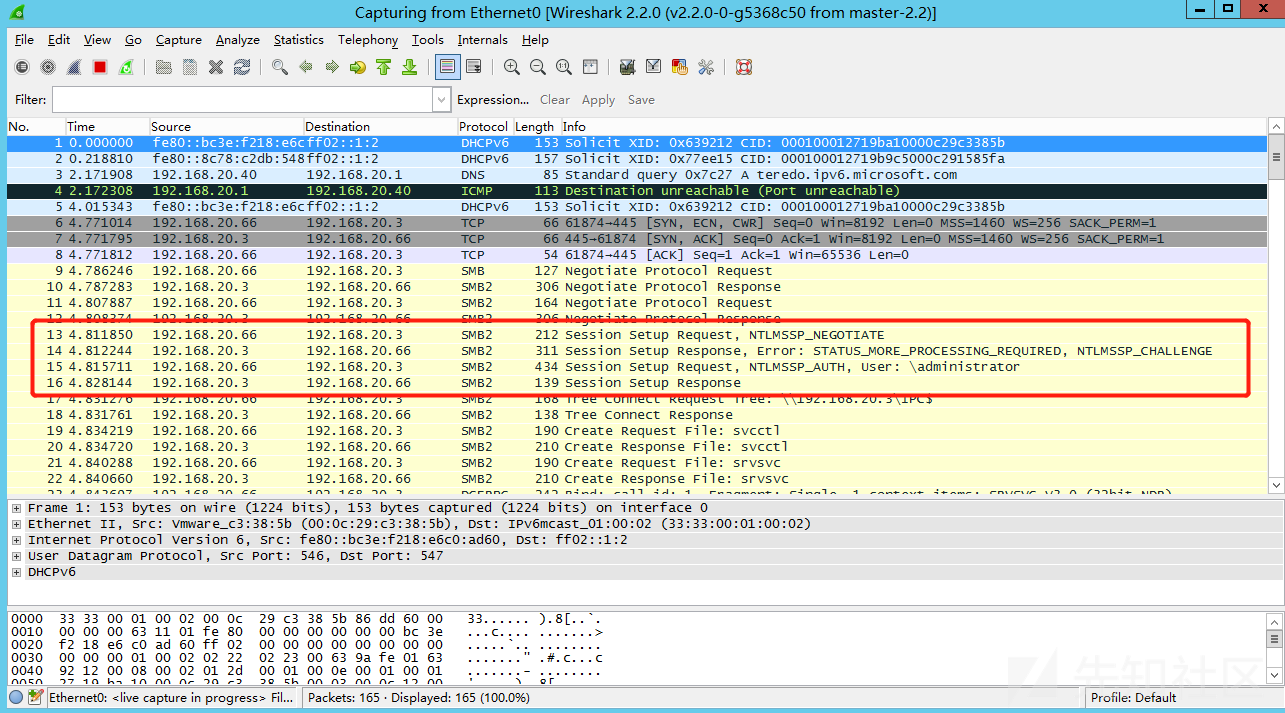 Capturing from Ethernet0 [Wireshark 2.2.0 (v2.2.0-0-g5368c50 from master-2.2)]
File Edit View Go Capture Analyze Statistics Telephony Tools Internals Help
Filter: Expression... Clear Apply Save
No. Time Source Destination Protocol Length Info
1 0.000000 fe80::bc3e:f218:e6c ff02::1:2 DHCPv6 153 Solicit XID: 0x639212 CID: 000100012719ba10000c29c3385b
2 0.218810 fe80::8c78:c2db:548 ff02::1:2 DHCPv6 157 Solicit XID: 0x77ee15 CID: 000100012719b9c5000c291585fa
3 2.171908 192.168.20.40 192.168.20.1 DNS 85 Standard query 0x7c27 A teredo.ipv6.microsoft.com
4 2.172308 192.168.20.1 192.168.20.40 ICMP 113 Destination unreachable (Port unreachable)
5 4.015343 fe80::bc3e:f218:e6c ff02::1:2 DHCPv6 153 Solicit XID: 0x639212 CID: 000100012719ba10000c29c3385b
6 4.771014 192.168.20.66 192.168.20.3 TCP 66 61874→445 [SYN, ECN, CWR] Seq=0 Win=8192 Len=0 MSS=1460 WS=256 SACK_PERM=1
7 4.771795 192.168.20.3 192.168.20.66 TCP 66 445→61874 [SYN, ACK] Seq=0 Ack=1 Win=8192 Len=0 MSS=1460 WS=256 SACK_PERM=1
8 4.771812 192.168.20.66 192.168.20.3 TCP 54 61874→445 [ACK] Seq=1 Ack=1 Win=65536 Len=0
9 4.786246 192.168.20.66 192.168.20.3 SMB 127 Negotiate Protocol Request
10 4.787283 192.168.20.3 192.168.20.66 SMB2 306 Negotiate Protocol Response
11 4.807887 192.168.20.66 192.168.20.3 SMB2 164 Negotiate Protocol Request
12 4.808374 192.168.20.3 192.168.20.66 SMB2 306 Negotiate Protocol Response
13 4.811850 192.168.20.66 192.168.20.3 SMB2 212 Session Setup Request, NTLMSSP_NEGOTIATE
14 4.812244 192.168.20.3 192.168.20.66 SMB2 311 Session Setup Response, Error: STATUS_MORE_PROCESSING_REQUIRED, NTLMSSP_CHALLENGE
15 4.815711 192.168.20.66 192.168.20.3 SMB2 434 Session Setup Request, NTLMSSP_AUTH, User: \administrator
16 4.828144 192.168.20.3 192.168.20.66 SMB2 139 Session Setup Response
17 4.831276 192.168.20.66 192.168.20.3 SMB2 168 Tree Connect Request Tree: \\192.168.20.3\IPC$
18 4.831761 192.168.20.3 192.168.20.66 SMB2 138 Tree Connect Response
19 4.834219 192.168.20.66 192.168.20.3 SMB2 190 Create Request File: svcctl
20 4.834720 192.168.20.3 192.168.20.66 SMB2 210 Create Response File: svcctl
21 4.840288 192.168.20.66 192.168.20.3 SMB2 190 Create Request File: srvsvc
22 4.840660 192.168.20.3 192.168.20.66 SMB2 210 Create Response File: srvsvc
Frame 1: 153 bytes on wire (1224 bits), 153 bytes captured (1224 bits) on interface 0
Ethernet II, Src: Vmware_c3:38:5b (00:0c:29:c3:38:5b), Dst: IPv6mcast_01:00:02 (33:33:00:01:00:02)
Internet Protocol Version 6, Src: fe80::bc3e:f218:e6c0:ad60, Dst: ff02::1:2
User Datagram Protocol, Src Port: 546, Dst Port: 547
DHCPv6
0000 33 33 00 01 00 02 00 0c 29 c3 38 5b 86 dd 60 00 33...... ).8[..`.
0010 00 00 00 63 11 01 fe 80 00 00 00 00 00 00 bc 3e ...c.... .......>
0020 f2 18 e6 c0 ad 60 ff 02 00 00 00 00 00 00 00 00 .....`.. ........
0030 00 00 00 01 00 02 02 22 02 23 00 63 9a fe 01 63 ......." .#.c...c
0040 92 12 00 08 00 02 01 2d 00 01 00 0e 00 01 00 01 .......- ........
Ethernet0: <live capture in progress> Fil... Packets: 165 · Displayed: 165 (100.0%) Profile: Default
先知社区